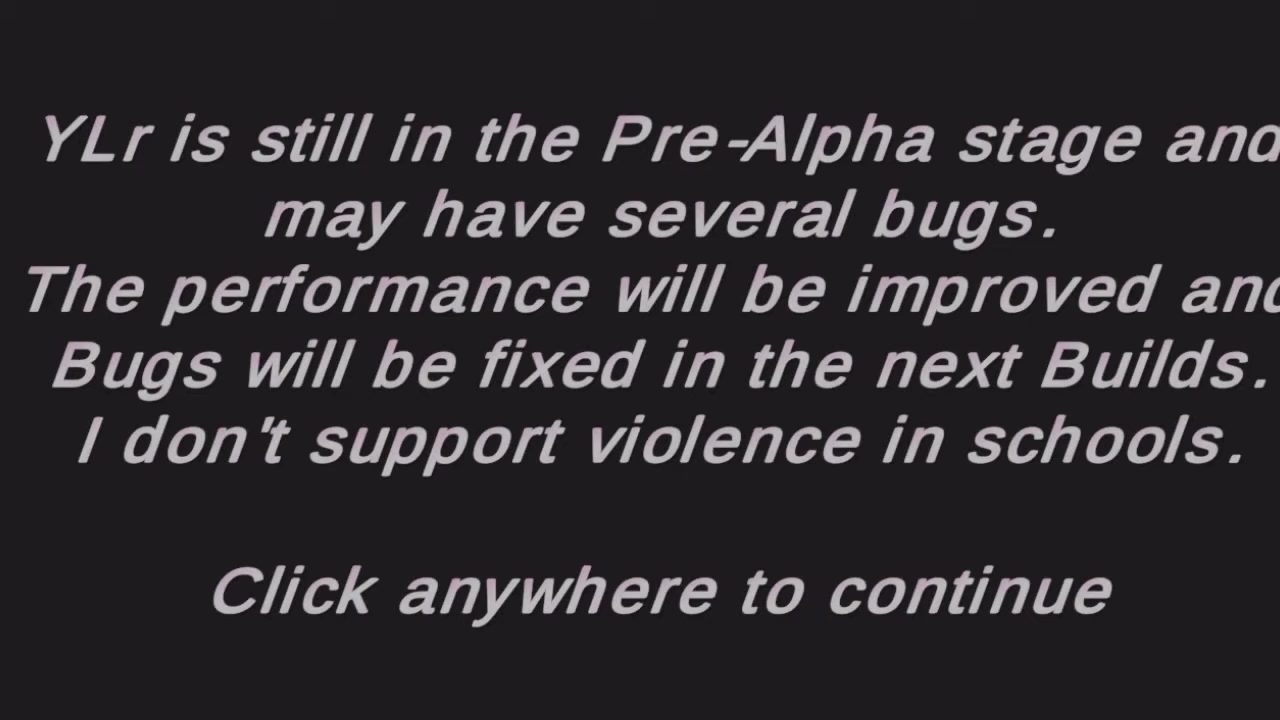 YLr is still in the Pre-Alpha stage and
may have several bugs.
The performance will be improved and
Bugs will be fixed in the next Builds.
I don't support violence in schools.
Click anywhere to continue